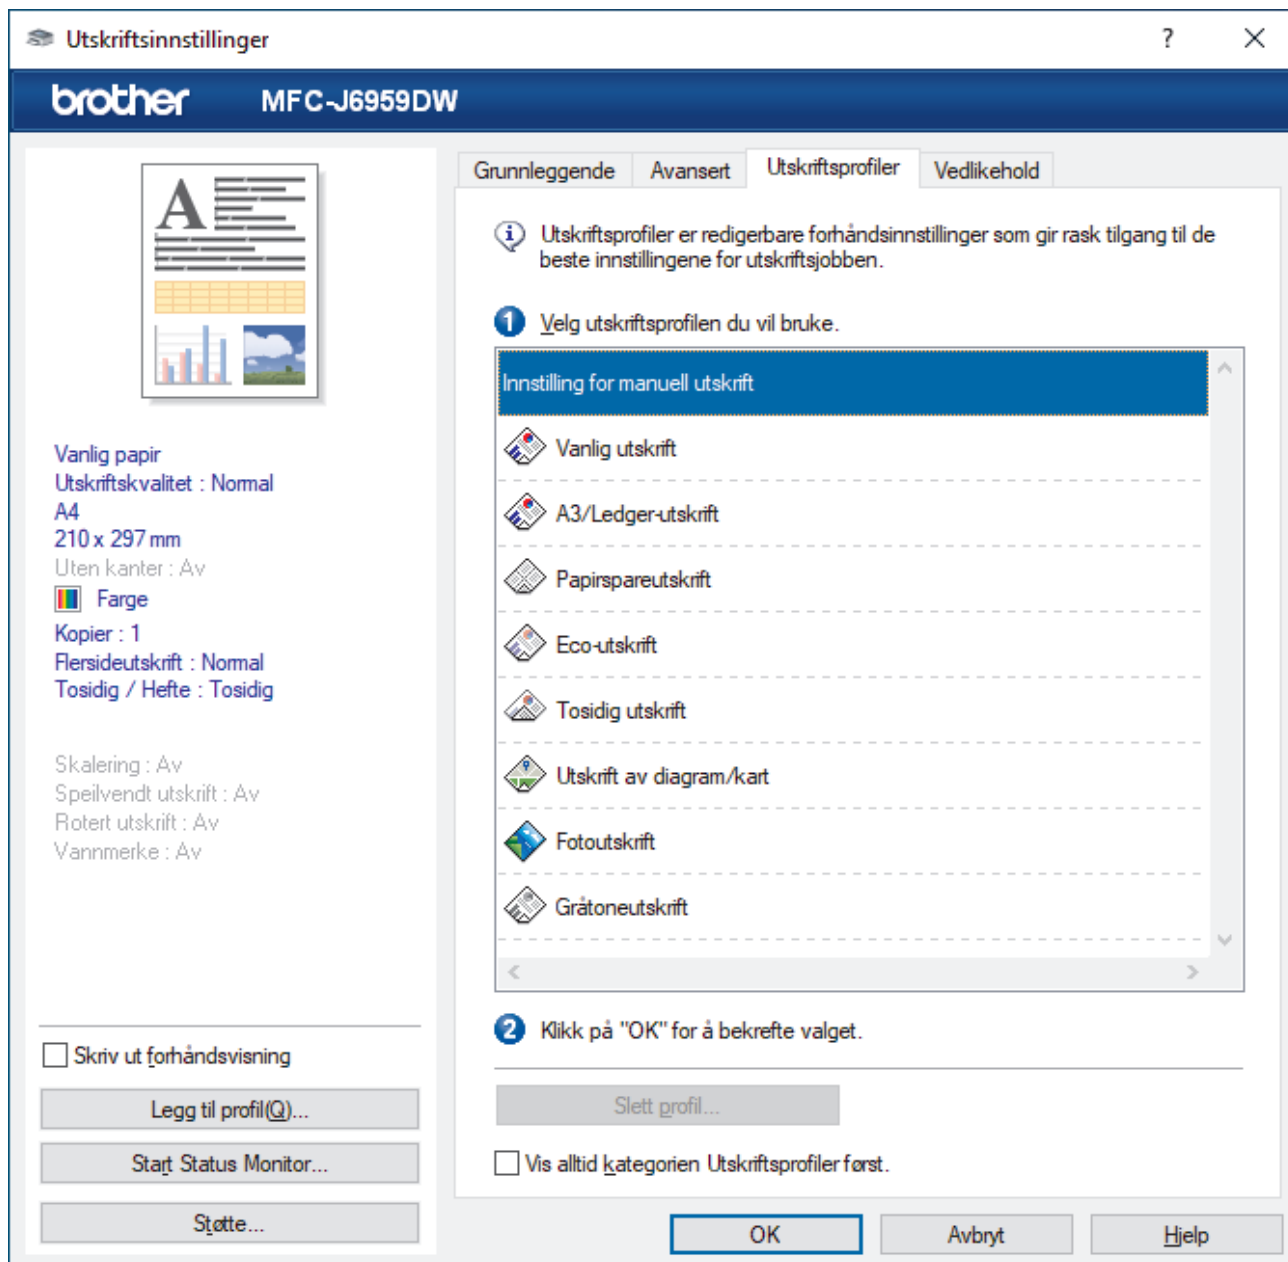 Utskriftsinnstillinger
?
brother MFC-J6959DW
A
Vanlig papir
Utskriftskvalitet : Normal
A4
210 x 297 mm
Uten kanter : Av
Farge
Kopier : 1
Flersideutskrift : Normal
Tosidig / Hefte : Tosidig
Skalering : Av
Speilvendt utskrift : Av
Rotert utskrift : Av
Vannmerke : Av
Skriv ut forhåndsvisning
Legg til profil(Q)...
Start Status Monitor...
Støtte...
Grunnleggende Avansert Utskriftsprofiler Vedlikehold
Utskriftsprofiler er redigerbare forhåndsinnstillinger som gir rask tilgang til de
beste innstillingene for utskriftsjobben.
1 Velg utskriftsprofilen du vil bruke.
Innstilling for manuell utskrift
Vanlig utskrift
A3/Ledger-utskrift
Papirspareutskrift
Eco-utskrift
Tosidig utskrift
Utskrift av diagram/kart
Fotoutskrift
Gråtoneutskrift
2 Klikk på "OK" for å bekrefte valget.
Slett profil...
Vis alltid kategorien Utskriftsprofiler først.
OK Avbryt Hjelp